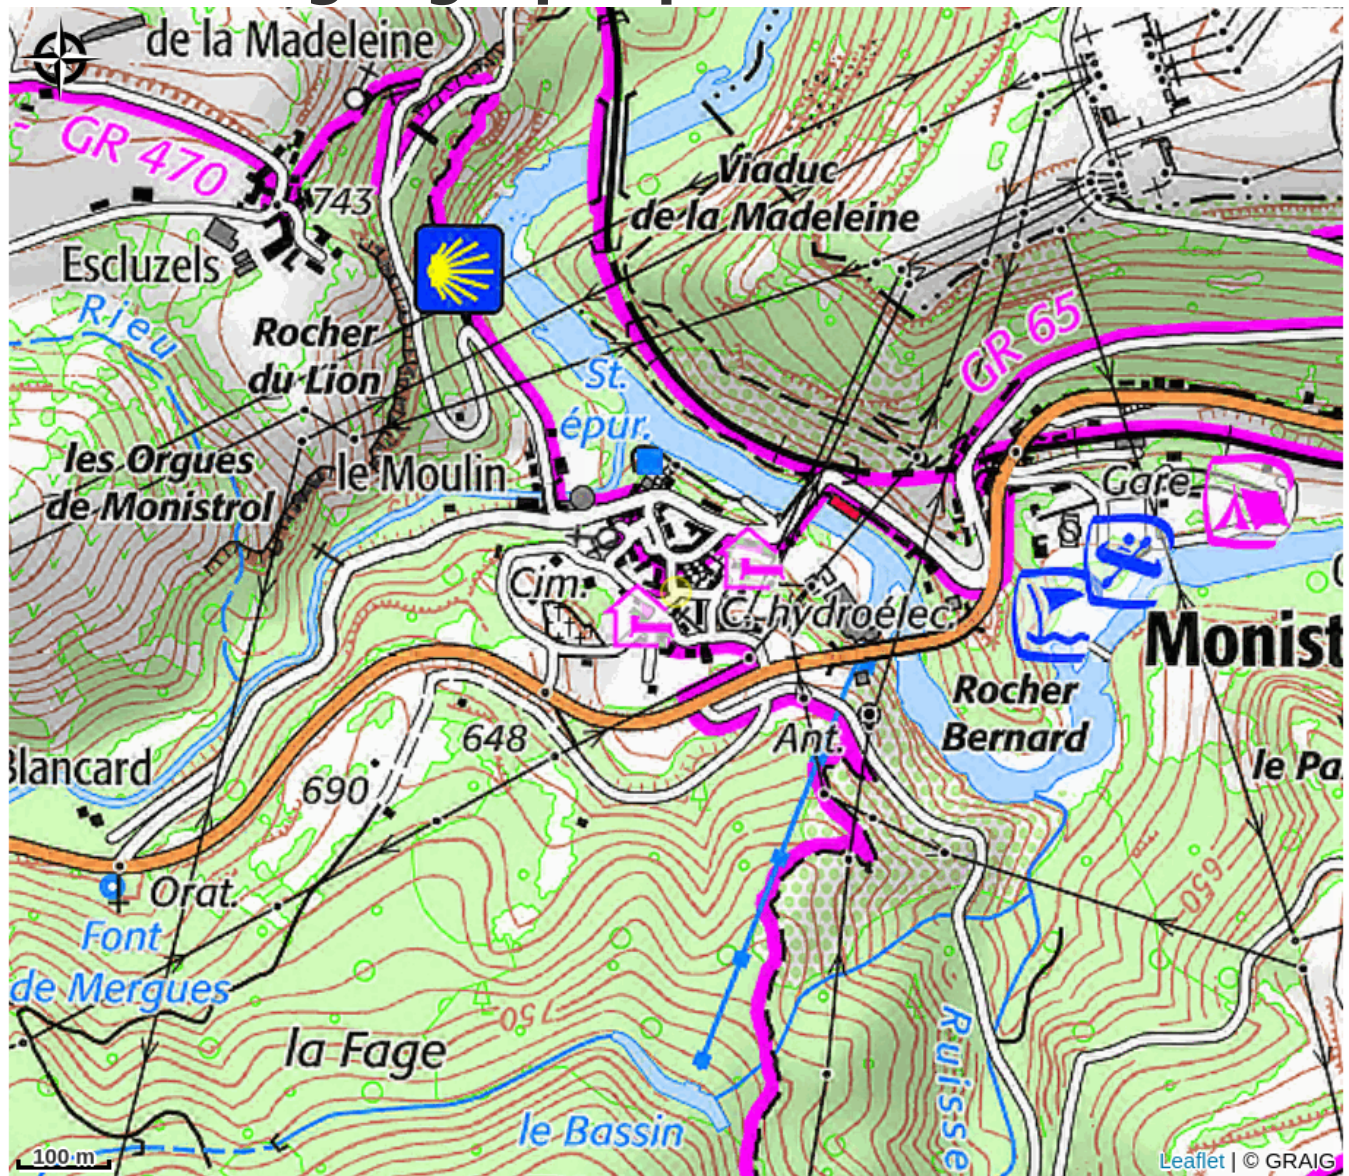 de la Madeleine
GR 470
743
Viaduc
de la Madeleine
Escluzels
Rieu
Rocher
du Lion
GR 65
St.
épur.
les Orgues
de Monistrol
le Moulin
Gare
Cim.
C. hydroélec.
Monist
Rocher
Bernard
648
Ant.
690
Blancard
le Pa
Orat.
650
Font
de Mergues
750
la Fage
Ruisse
le Bassin
100 m
Leaflet | © GRAIG